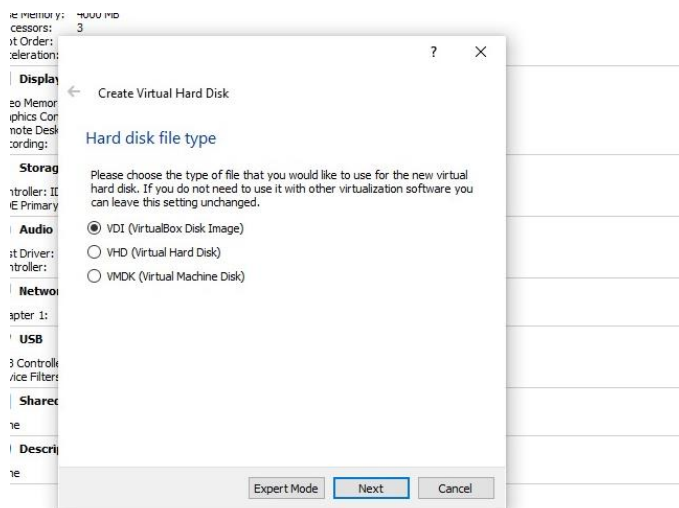 4000 MB
cessors: 3
ot Order:
celeration:
Display
eo Memor
phics Con
mote Desk
cording:
Storag
ntroller: ID
DE Primary
Audio
st Driver:
ntroller:
Networ
apter 1:
USB
B Controlle
vice Filters
Shared
ne
Descri
ne
?
Create Virtual Hard Disk
Hard disk file type
Please choose the type of file that you would like to use for the new virtual
hard disk. If you do not need to use it with other virtualization software you
can leave this setting unchanged.
VDI (VirtualBox Disk Image)
VHD (Virtual Hard Disk)
VMDK (Virtual Machine Disk)
Expert Mode Next Cancel